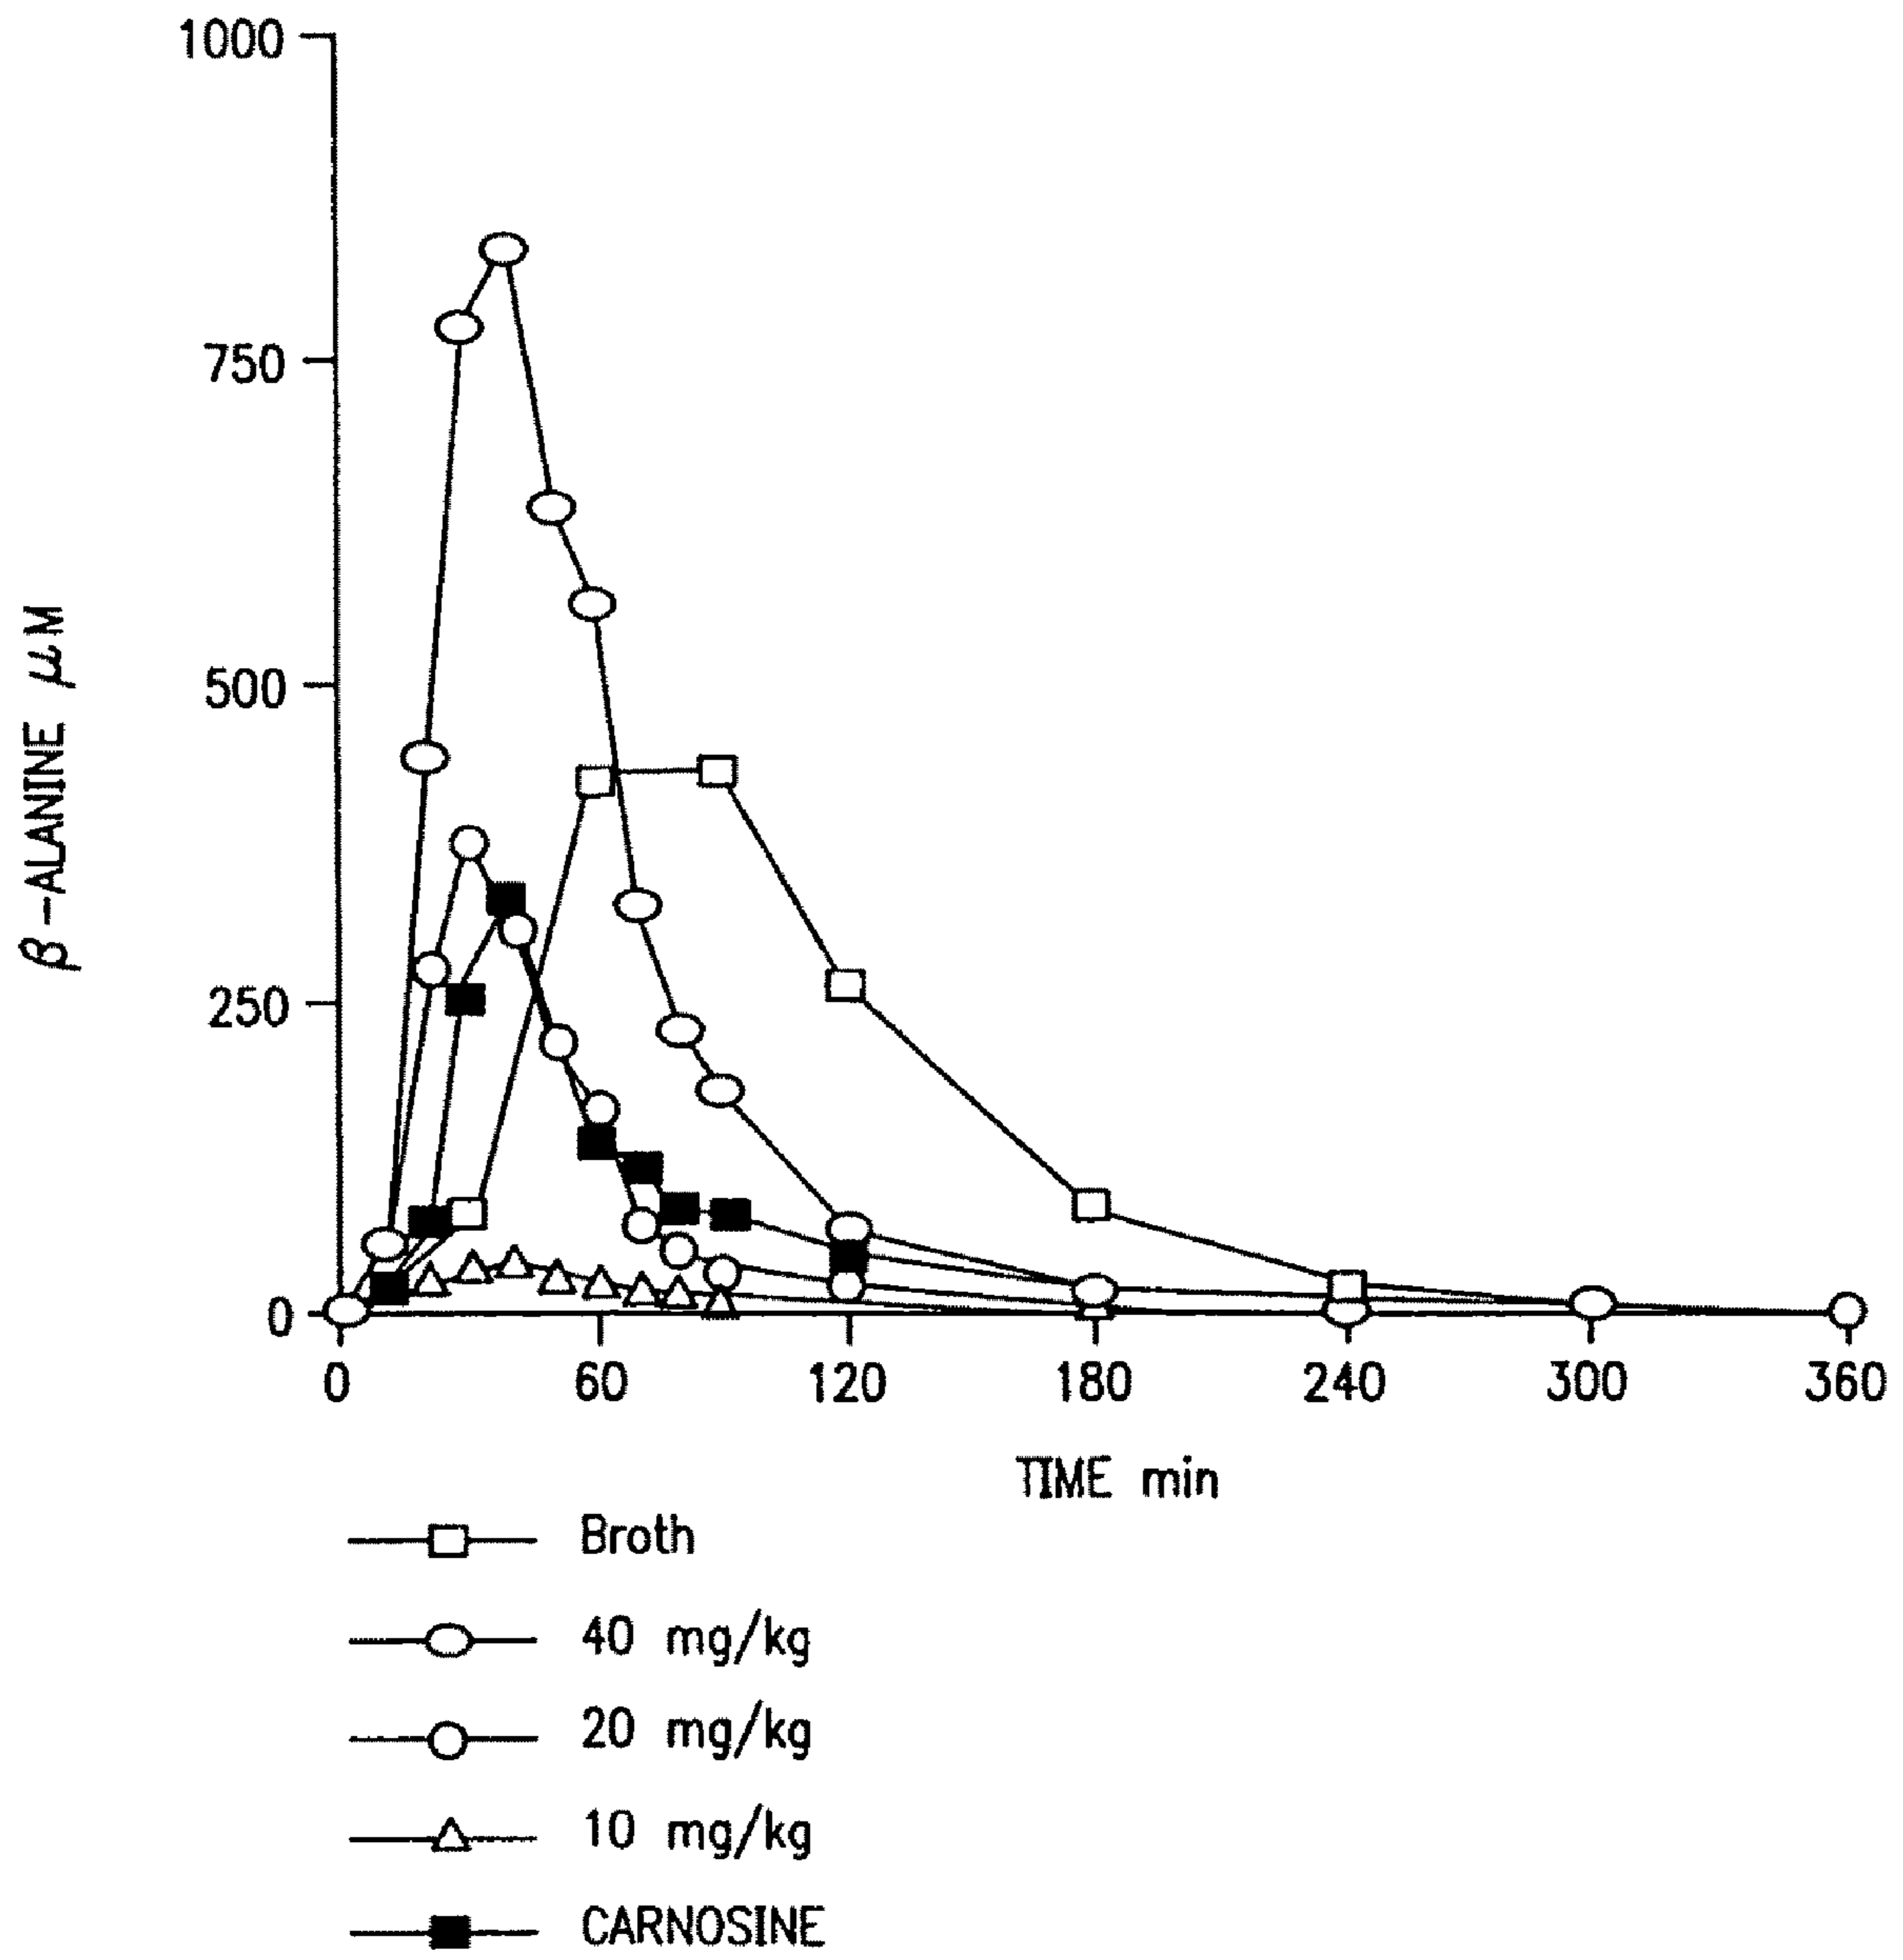 1000
750
500
250
0
β-ALANINE μM
0 60 120 180 240 300 360
TIME min
Broth
40 mg/kg
20 mg/kg
10 mg/kg
CARNOSINE